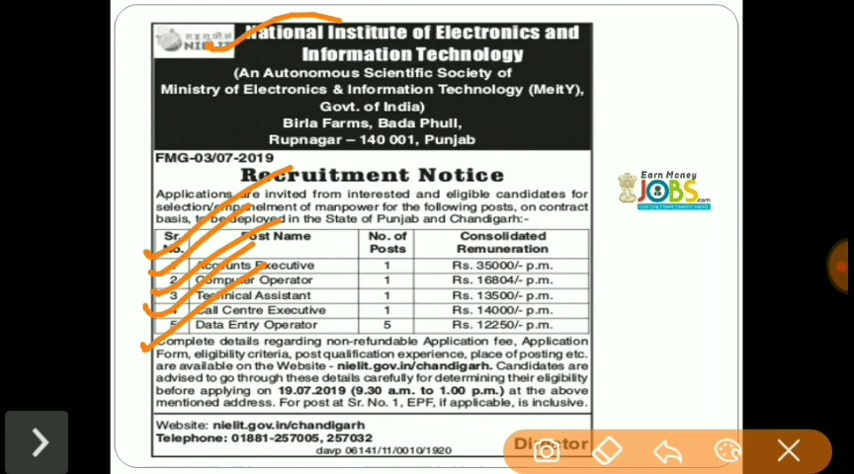 रा.इ.सू.प्रौ.सं
NIELIT
National Institute of Electronics and
Information Technology
(An Autonomous Scientific Society of
Ministry of Electronics & Information Technology (MeitY),
Govt. of India)
Birla Farms, Bada Phull,
Rupnagar – 140 001, Punjab
FMG-03/07-2019
Recruitment Notice
Applications are invited from interested and eligible candidates for
selection/empanelment of manpower for the following posts, on contract
basis, to be deployed in the State of Punjab and Chandigarh:-
Sr. No. Post Name No. of Posts Consolidated Remuneration
1 Accounts Executive 1 Rs. 35000/- p.m.
2 Computer Operator 1 Rs. 16804/- p.m.
3 Technical Assistant 1 Rs. 13500/- p.m.
4 Call Centre Executive 1 Rs. 14000/- p.m.
5 Data Entry Operator 5 Rs. 12250/- p.m.
Complete details regarding non-refundable Application fee, Application
Form, eligibility criteria, post qualification experience, place of posting etc.
are available on the Website - nielit.gov.in/chandigarh. Candidates are
advised to go through these details carefully for determining their eligibility
before applying on 19.07.2019 (9.30 a.m. to 1.00 p.m.) at the above
mentioned address. For post at Sr. No. 1, EPF, if applicable, is inclusive.
Website: nielit.gov.in/chandigarh
Telephone: 01881-257005, 257032
davp 06141/11/0010/1920
Director
Earn Money
JOBS.com